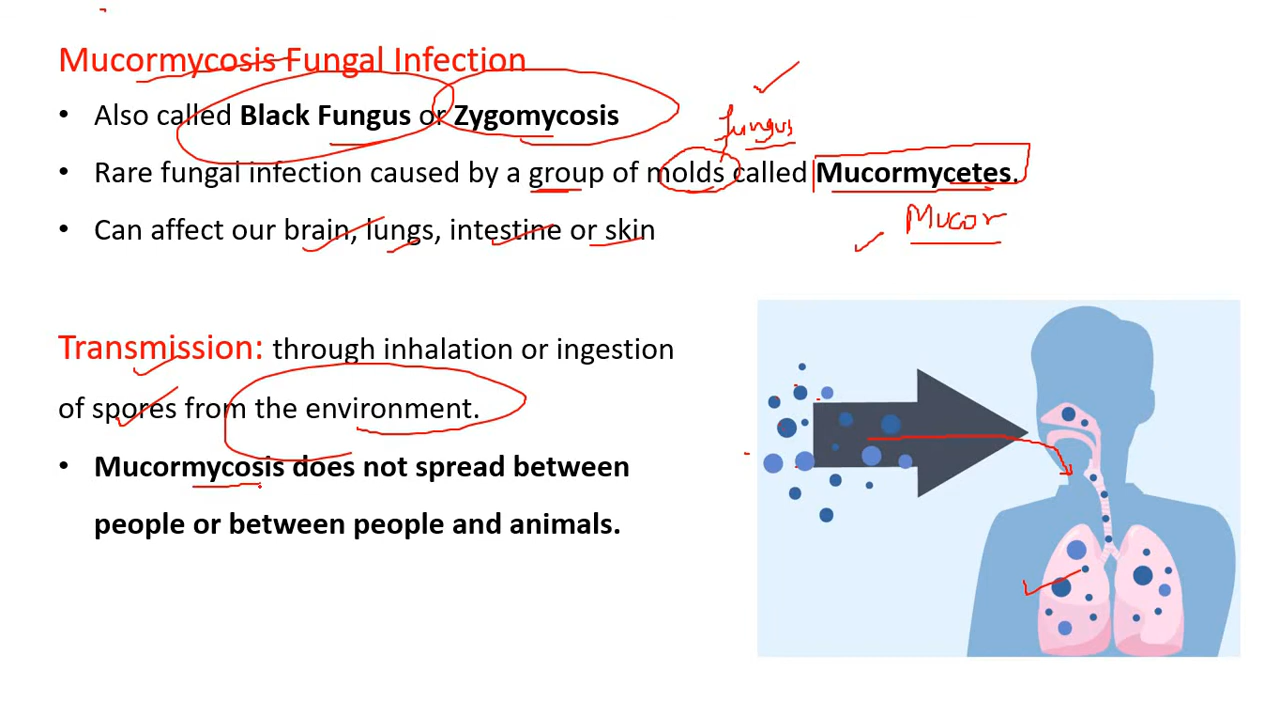 Mucormycosis Fungal Infection
• Also called Black Fungus or Zygomycosis
fungus
• Rare fungal infection caused by a group of molds called Mucormycetes.
Mucor
• Can affect our brain, lungs, intestine or skin
Transmission: through inhalation or ingestion
of spores from the environment.
• Mucormycosis does not spread between
people or between people and animals.